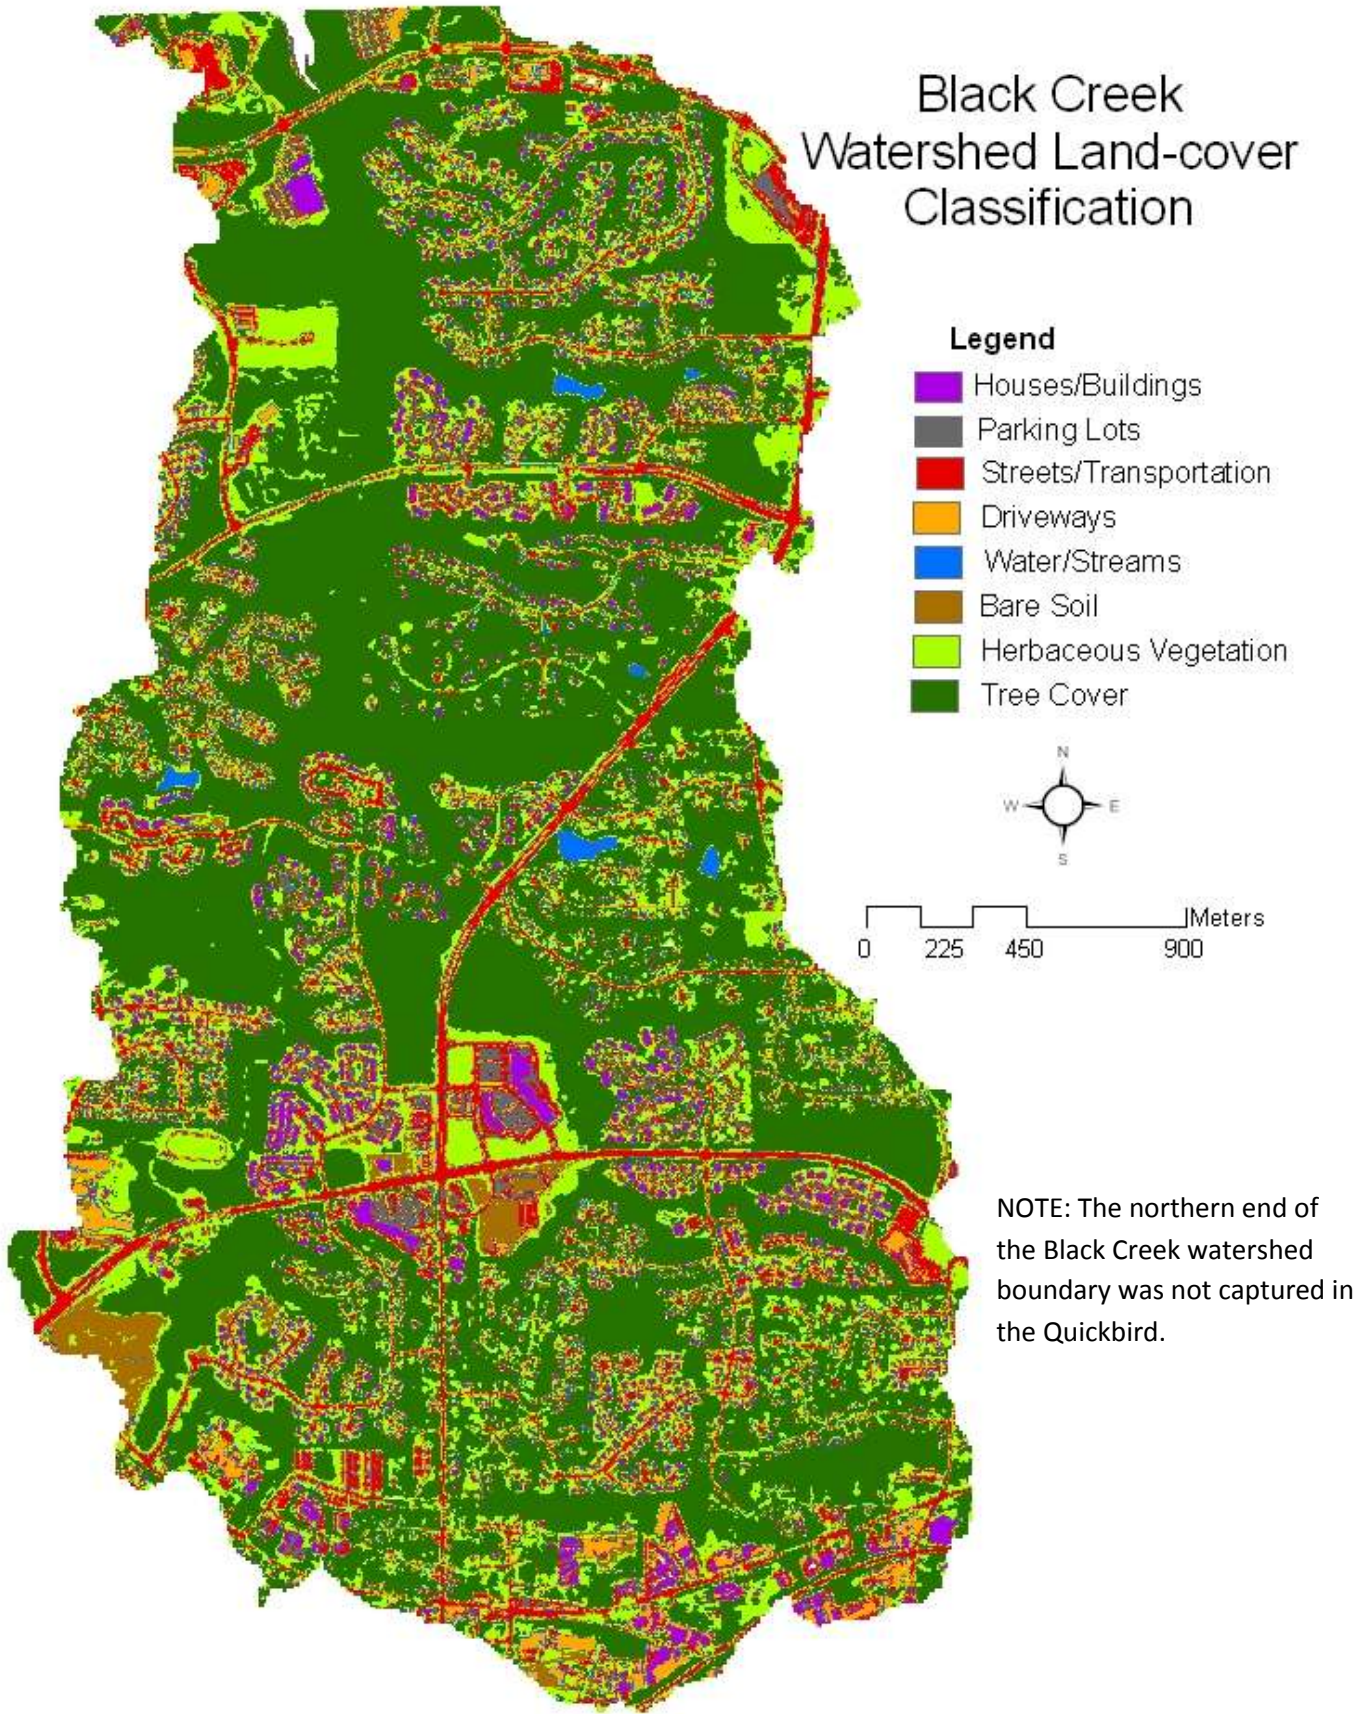 Black Creek
Watershed Land-cover
Classification
Legend
Houses/Buildings
Parking Lots
Streets/Transportation
Driveways
Water/Streams
Bare Soil
Herbaceous Vegetation
Tree Cover
N
W E
S
Meters
0 225 450 900
NOTE: The northern end of
the Black Creek watershed
boundary was not captured in
the Quickbird.